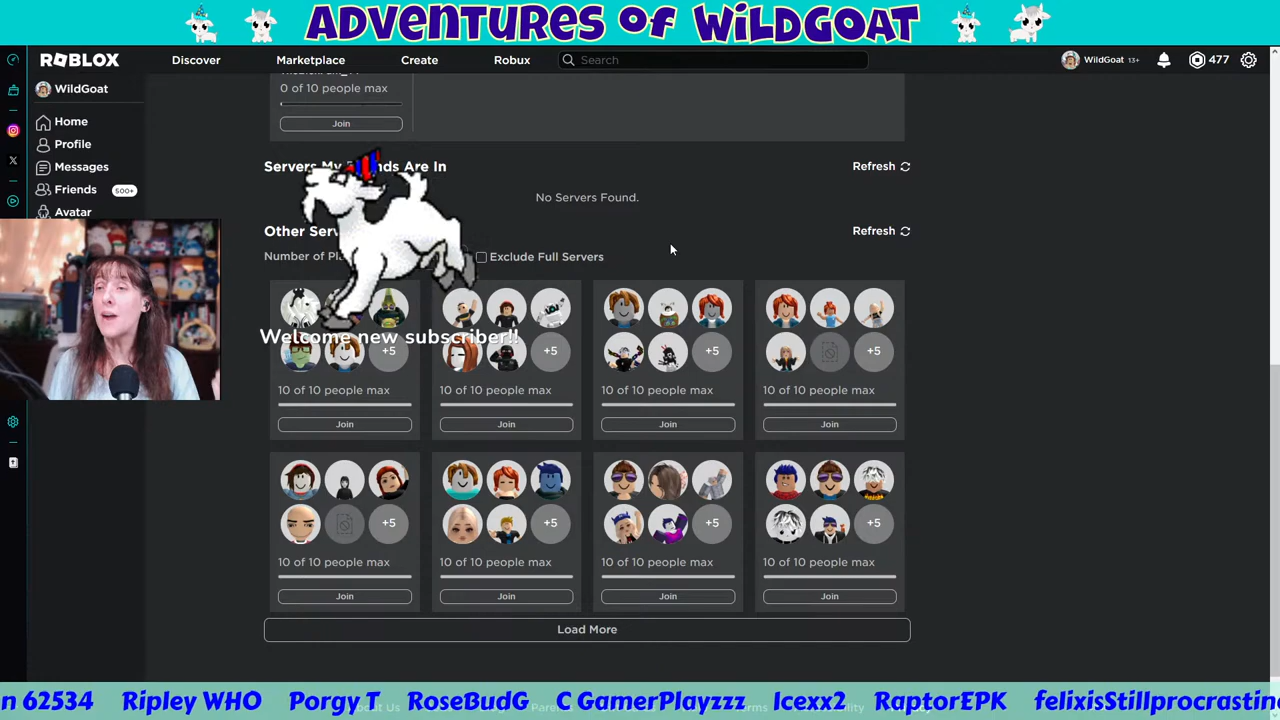 ADVENTURES OF WILDGOAT
ROBLOX Discover Marketplace Create Robux Search WildGoat 13+ 477
WildGoat
Home
Profile
Messages
Friends 500+
Avatar
0 of 10 people max
Join
Servers My Friends Are In Refresh
No Servers Found.
Other Refresh
Number of Exclude Full Servers
Welcome new subscriber!!
+5 +5 +5 +5
10 of 10 people max 10 of 10 people max 10 of 10 people max 10 of 10 people max
Join Join Join Join
+5 +5 +5 +5
10 of 10 people max 10 of 10 people max 10 of 10 people max 10 of 10 people max
Join Join Join Join
Load More
n 62534 Ripley WHO Porgy T RoseBudG C GamerPlayzzz Icexx2 RaptorEPK felixisStillprocrastin